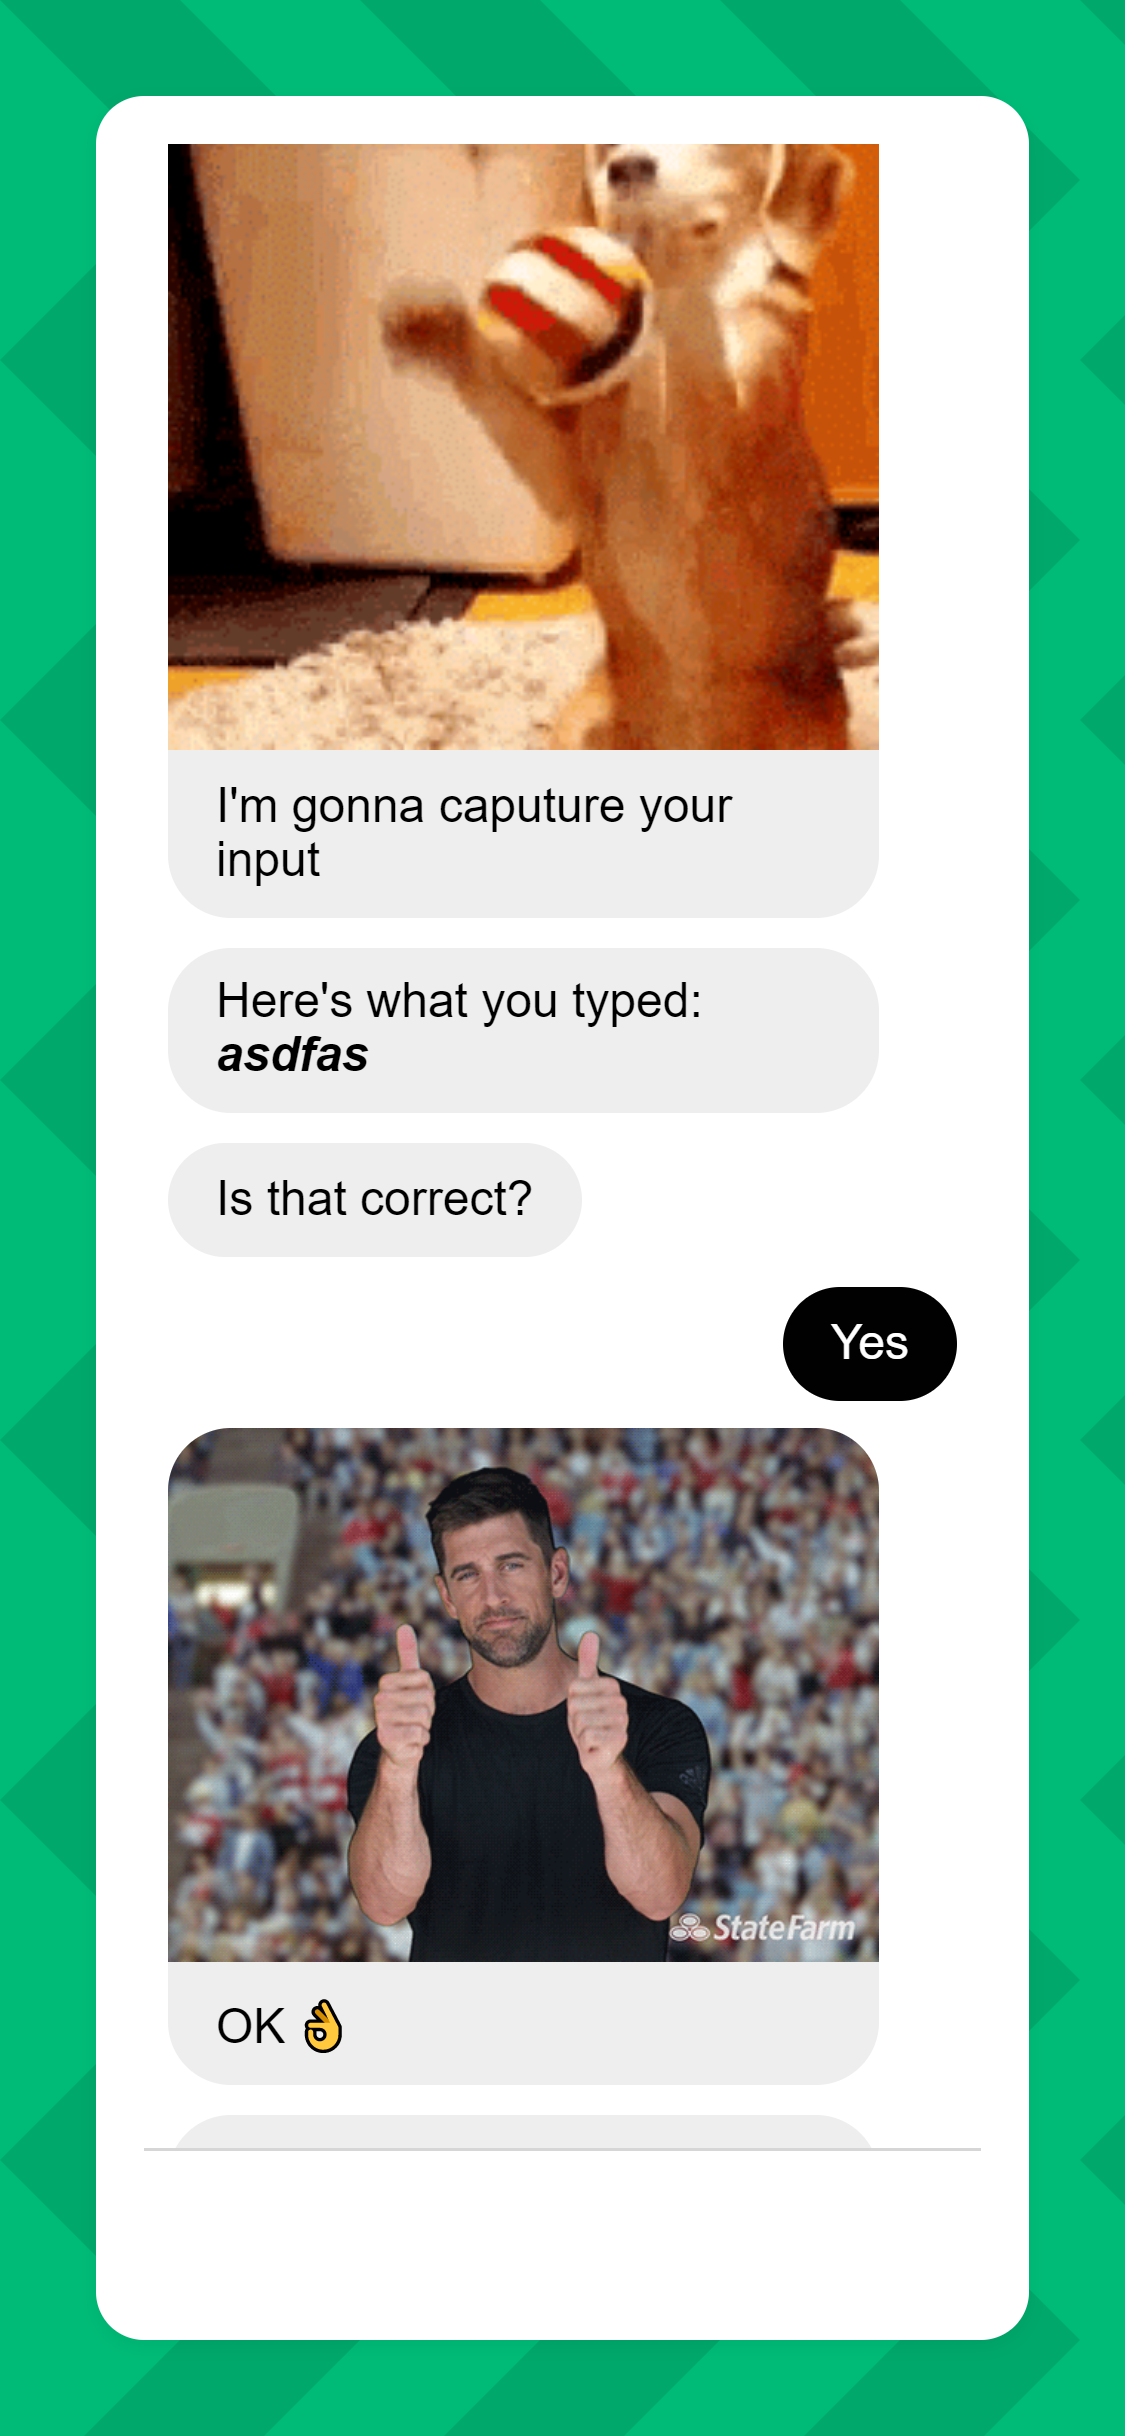 I'm gonna caputure your
input
Here's what you typed:
asdfas
Is that correct?
Yes
StateFarm
OK 👌